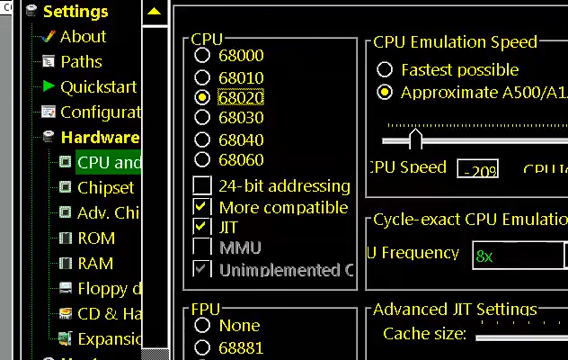 Settings
About
Paths
Quickstart
Configurat
Hardware
CPU and
Chipset
Adv. Chi
ROM
RAM
Floppy d
CD & Ha
Expansio
CPU
68000
68010
68020
68030
68040
68060
24-bit addressing
More compatible
JIT
MMU
Unimplemented C
FPU
None
68881
CPU Emulation Speed
Fastest possible
Approximate A500/A1
CPU Speed
-20%
Cycle-exact CPU Emulatio
U Frequency
8x
Advanced JIT Settings
Cache size: